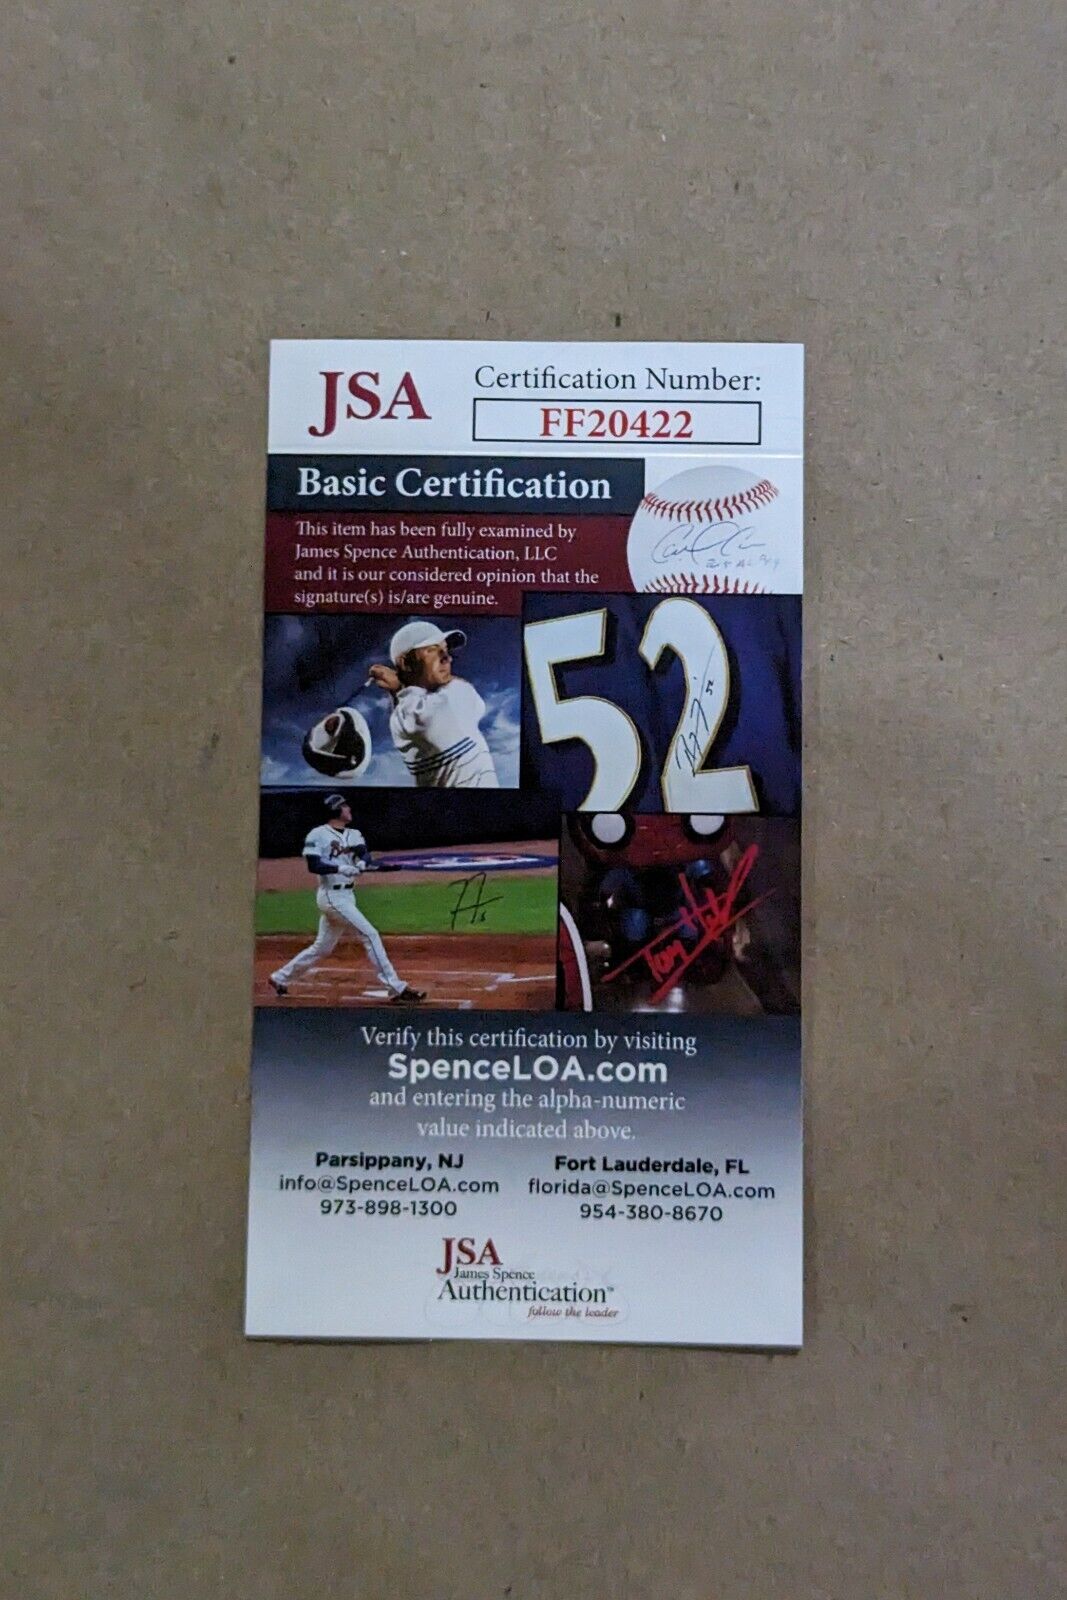 JSA
Certification Number:
FF20422
Basic Certification
This item has been fully examined by
James Spence Authentication, LLC
and it is our considered opinion that the
signature(s) is/are genuine.
52
52
Verify this certification by visiting
SpenceLOA.com
and entering the alpha-numeric
value indicated above.
Parsippany, NJ
info@SpenceLOA.com
973-898-1300
Fort Lauderdale, FL
florida@SpenceLOA.com
954-380-8670
JSA
James Spence
Authentication™
follow the leader